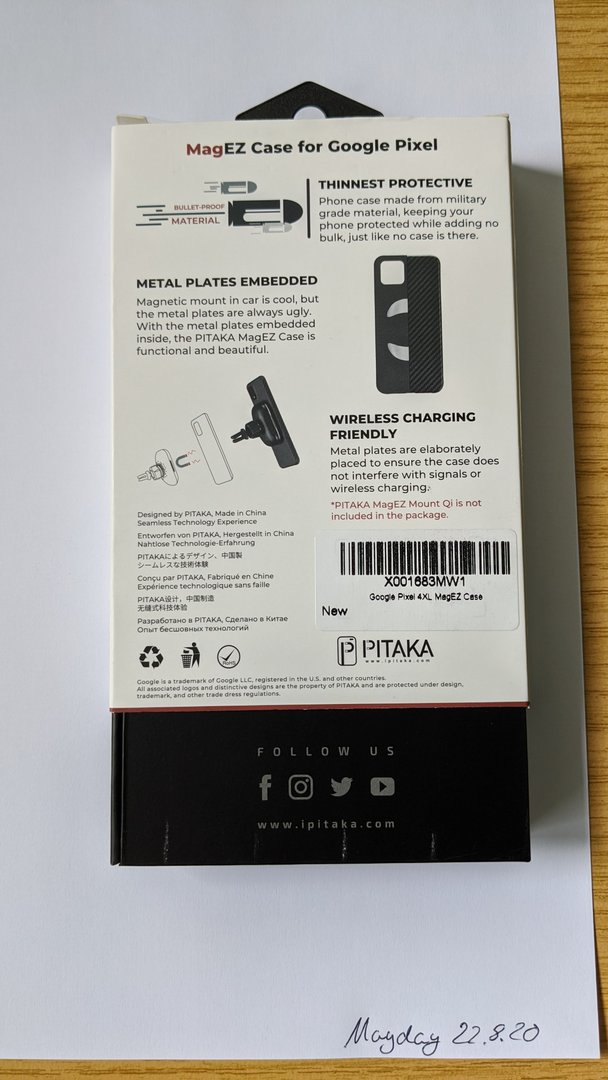 MagEZ Case for Google Pixel
BULLET-PROOF
MATERIAL
THINNEST PROTECTIVE
Phone case made from military
grade material, keeping your
phone protected while adding no
bulk, just like no case is there.
METAL PLATES EMBEDDED
Magnetic mount in car is cool, but
the metal plates are always ugly.
With the metal plates embedded
inside, the PITAKA MagEZ Case is
functional and beautiful.
WIRELESS CHARGING
FRIENDLY
Metal plates are elaborately
placed to ensure the case does
not interfere with signals or
wireless charging.
*PITAKA MagEZ Mount Qi is not
included in the package.
Designed by PITAKA, Made in China
Seamless Technology Experience
Entworfen von PITAKA, Hergestellt in China
Nahtlose Technologie-Erfahrung
PITAKAによるデザイン、中国製
シームレスな技術体験
Conçu par PITAKA, Fabriqué en Chine
Expérience technologique sans faille
PITAKA设计，中国制造
无缝式科技体验
Разработано в PITAKA, Сделано в Китае
Опыт бесшовных технологий
X001683MW1
Google Pixel 4XL MagEZ Case
New
RoHS
PITAKA
www.ipitaka.com
Google is a trademark of Google LLC, registered in the U.S. and other countries.
All associated logos and distinctive designs are the property of PITAKA and are protected under design,
trademark, and other trade dress regulations.
FOLLOW US
www.ipitaka.com
Mayday 22.8.20